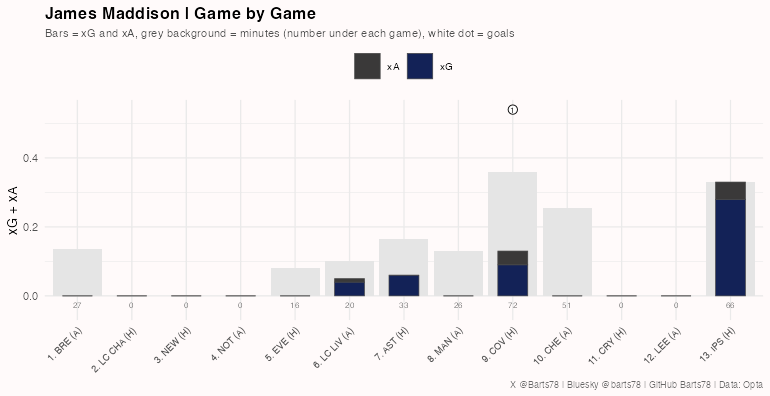 James Maddison | Game by Game
Bars = xG and xA, grey background = minutes (number under each game), white dot = goals
xA xG
1
xG + xA
0.4
0.2
0.0
27 0 0 0 16 20 33 26 72 51 0 0 66
1. BRE (A)
2. LC CHA (H)
3. NEW (H)
4. NOT (A)
5. EVE (H)
6. LC LIV (A)
7. AST (H)
8. MAN (A)
9. COV (H)
10. CHE (A)
11. CRY (H)
12. LEE (A)
13. IPS (H)
X @Barts78 | Bluesky @barts78 | GitHub Barts78 | Data: Opta